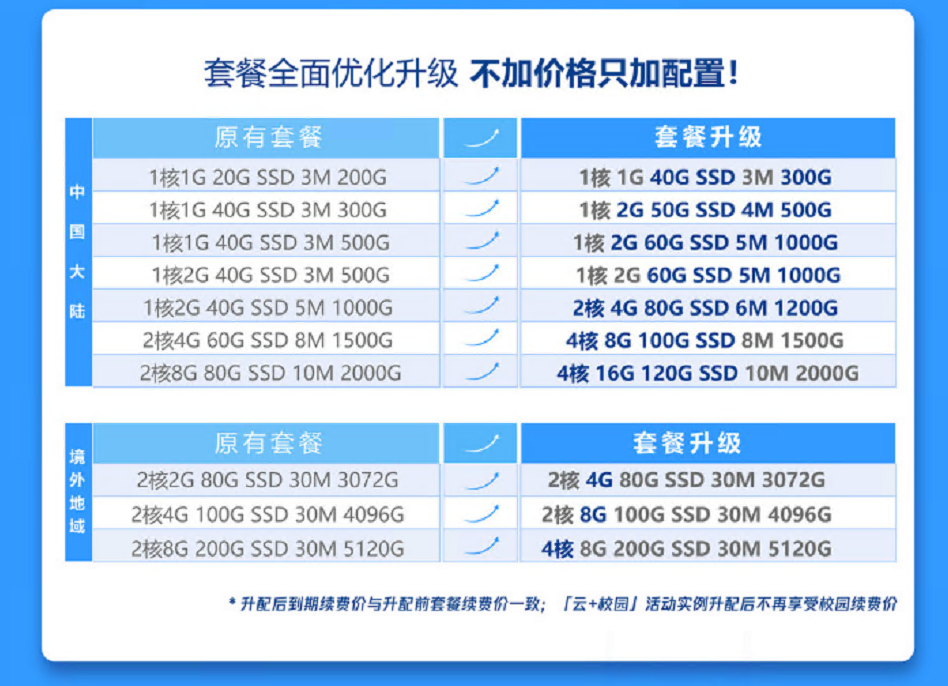 套餐全面优化升级 不加价格只加配置！
中国大陆
原有套餐 套餐升级
1核1G 20G SSD 3M 200G 1核 1G 40G SSD 3M 300G
1核1G 40G SSD 3M 300G 1核 2G 50G SSD 4M 500G
1核1G 40G SSD 3M 500G 1核 2G 60G SSD 5M 1000G
1核2G 40G SSD 3M 500G 1核 2G 60G SSD 5M 1000G
1核2G 40G SSD 5M 1000G 2核 4G 80G SSD 6M 1200G
2核4G 60G SSD 8M 1500G 4核 8G 100G SSD 8M 1500G
2核8G 80G SSD 10M 2000G 4核 16G 120G SSD 10M 2000G
境外地域
原有套餐 套餐升级
2核2G 80G SSD 30M 3072G 2核 4G 80G SSD 30M 3072G
2核4G 100G SSD 30M 4096G 2核 8G 100G SSD 30M 4096G
2核8G 200G SSD 30M 5120G 4核 8G 200G SSD 30M 5120G
* 升配后到期续费价与升配前套餐续费价一致；「云+校园」活动实例升配后不再享受校园续费价